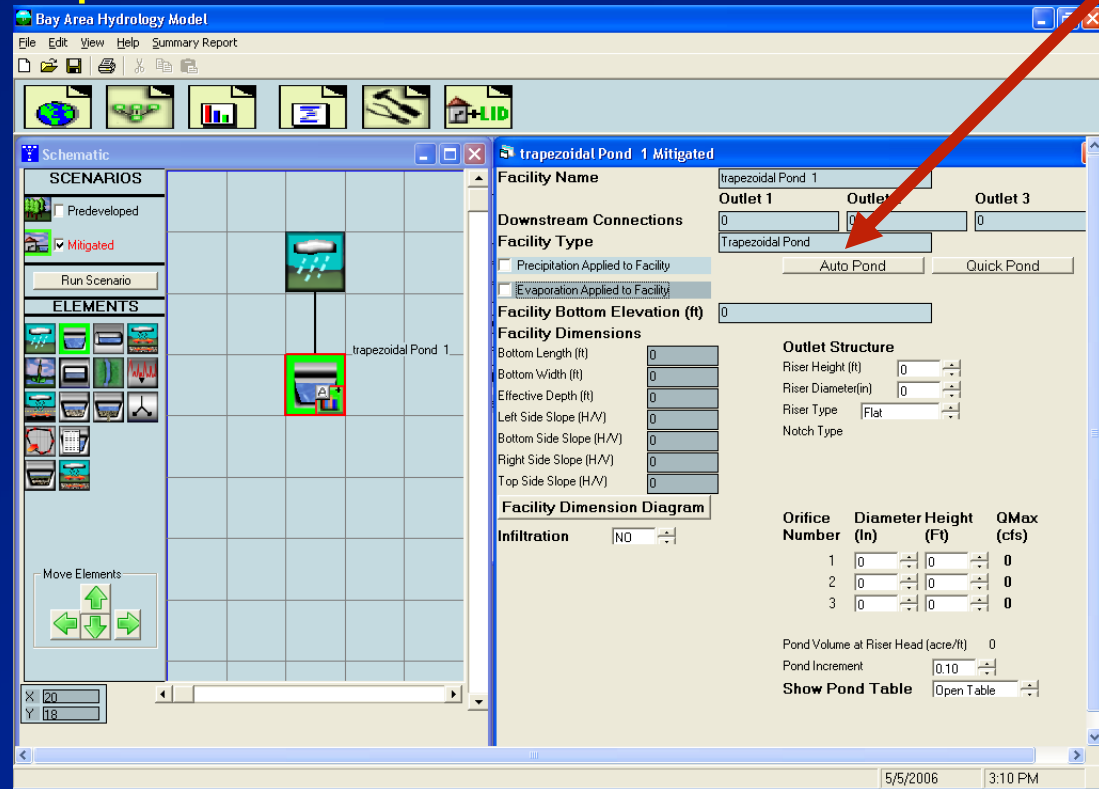 Bay Area Hydrology Model
File Edit View Help Summary Report
+LID
Schematic
SCENARIOS
Predeveloped
Mitigated
Run Scenario
ELEMENTS
Move Elements
X 20
Y 18
trapezoidal Pond 1
A
trapezoidal Pond 1 Mitigated
Facility Name trapezoidal Pond 1
Outlet 1 Outlet Outlet 3
Downstream Connections 0 0 0
Facility Type Trapezoidal Pond
Precipitation Applied to Facility Auto Pond Quick Pond
Evaporation Applied to Facility
Facility Bottom Elevation (ft) 0
Facility Dimensions
Bottom Length (ft) 0
Bottom Width (ft) 0
Effective Depth (ft) 0
Left Side Slope (H/V) 0
Bottom Side Slope (H/V) 0
Right Side Slope (H/V) 0
Top Side Slope (H/V) 0
Facility Dimension Diagram
Infiltration NO
Outlet Structure
Riser Height (ft) 0
Riser Diameter(in) 0
Riser Type Flat
Notch Type
Orifice Diameter Height QMax
Number (In) (Ft) (cfs)
1 0 0 0
2 0 0 0
3 0 0 0
Pond Volume at Riser Head (acre/ft) 0
Pond Increment 0.10
Show Pond Table Open Table
5/5/2006 3:10 PM